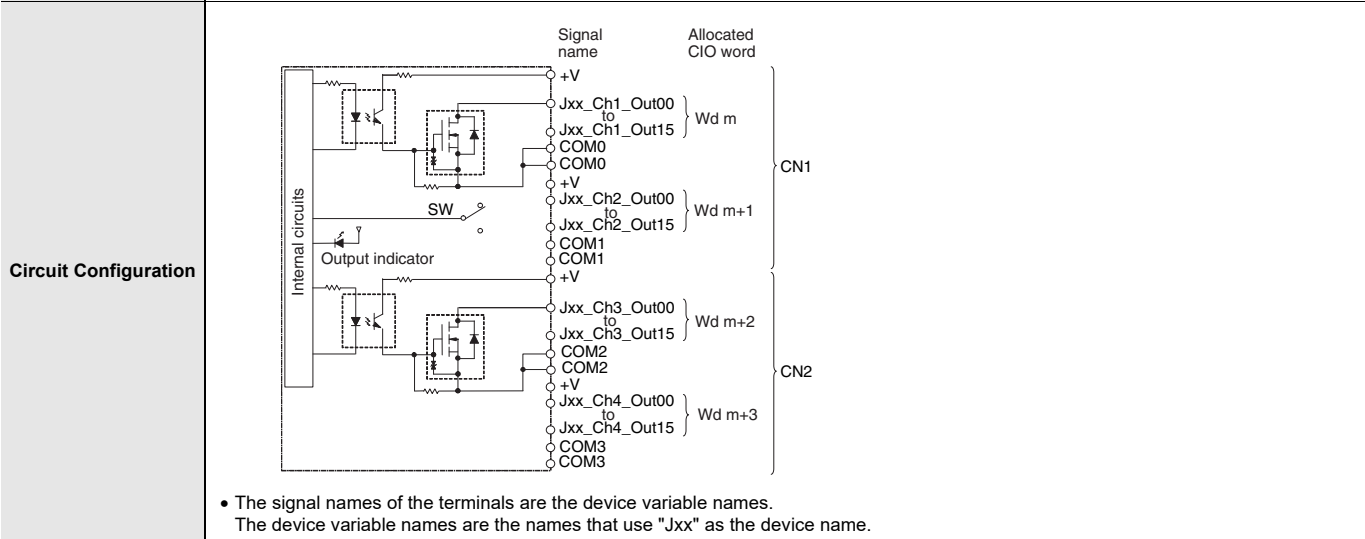 Circuit Configuration
Signal
name
Allocated
CIO word
Internal circuits
SW
Output indicator
+V
Jxx_Ch1_Out00
to
Jxx_Ch1_Out15
Wd m
COM0
COM0
+V
Jxx_Ch2_Out00
to
Jxx_Ch2_Out15
Wd m+1
COM1
COM1
CN1
+V
Jxx_Ch3_Out00
to
Jxx_Ch3_Out15
Wd m+2
COM2
COM2
+V
Jxx_Ch4_Out00
to
Jxx_Ch4_Out15
Wd m+3
COM3
COM3
CN2
• The signal names of the terminals are the device variable names.
The device variable names are the names that use "Jxx" as the device name.